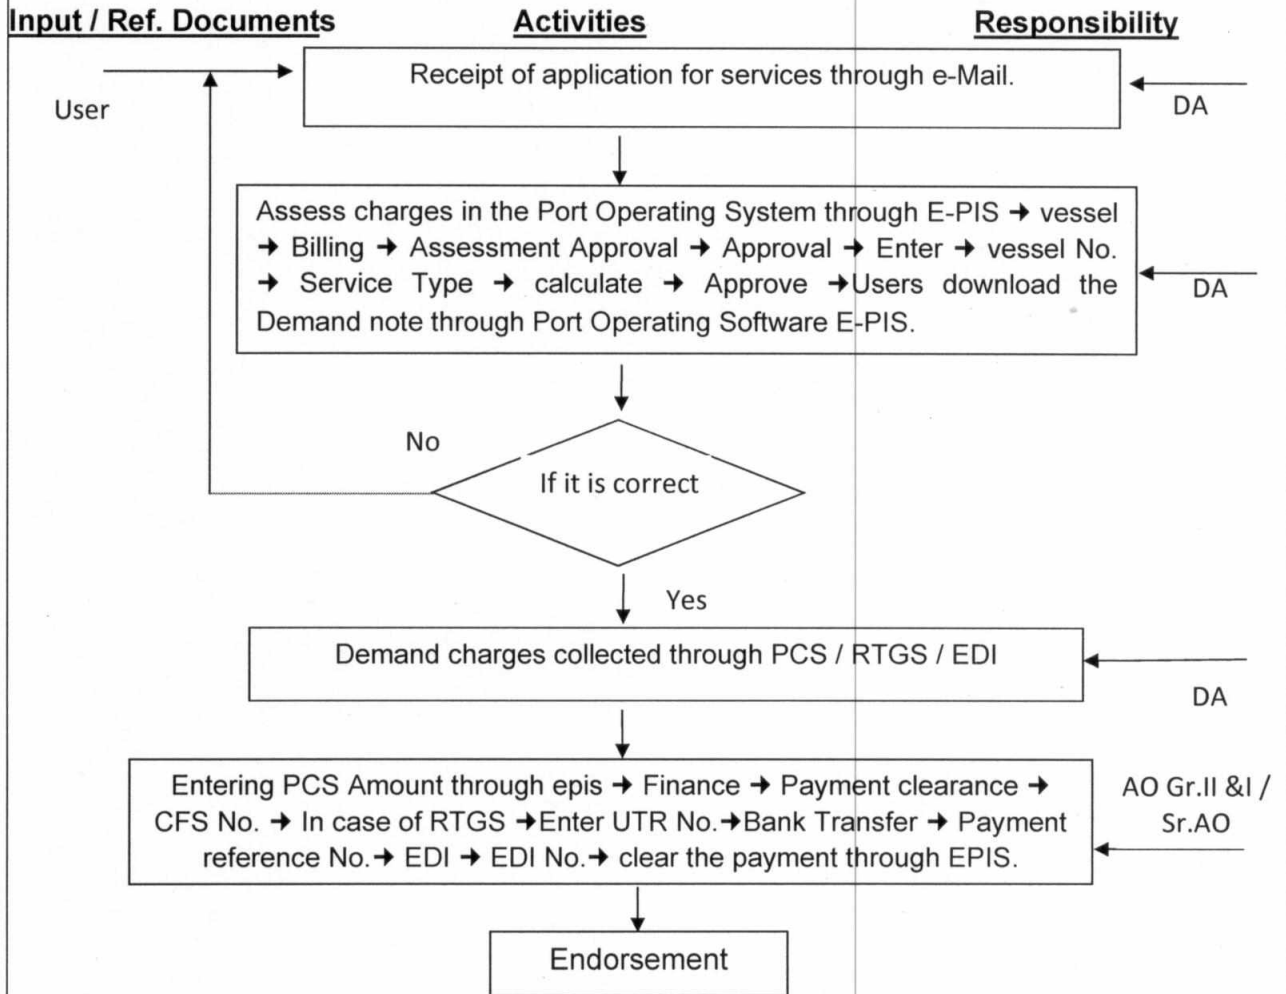 Input / Ref. Documents Activities Responsibility
Receipt of application for services through e-Mail.
User
DA
Assess charges in the Port Operating System through E-PIS → vessel
→ Billing → Assessment Approval → Approval → Enter → vessel No.
→ Service Type → calculate → Approve →Users download the
Demand note through Port Operating Software E-PIS.
DA
No
If it is correct
Yes
Demand charges collected through PCS / RTGS / EDI
DA
Entering PCS Amount through epis → Finance → Payment clearance →
CFS No. → In case of RTGS →Enter UTR No.→Bank Transfer → Payment
reference No.→ EDI → EDI No.→ clear the payment through EPIS.
AO Gr.II &I /
Sr.AO
Endorsement